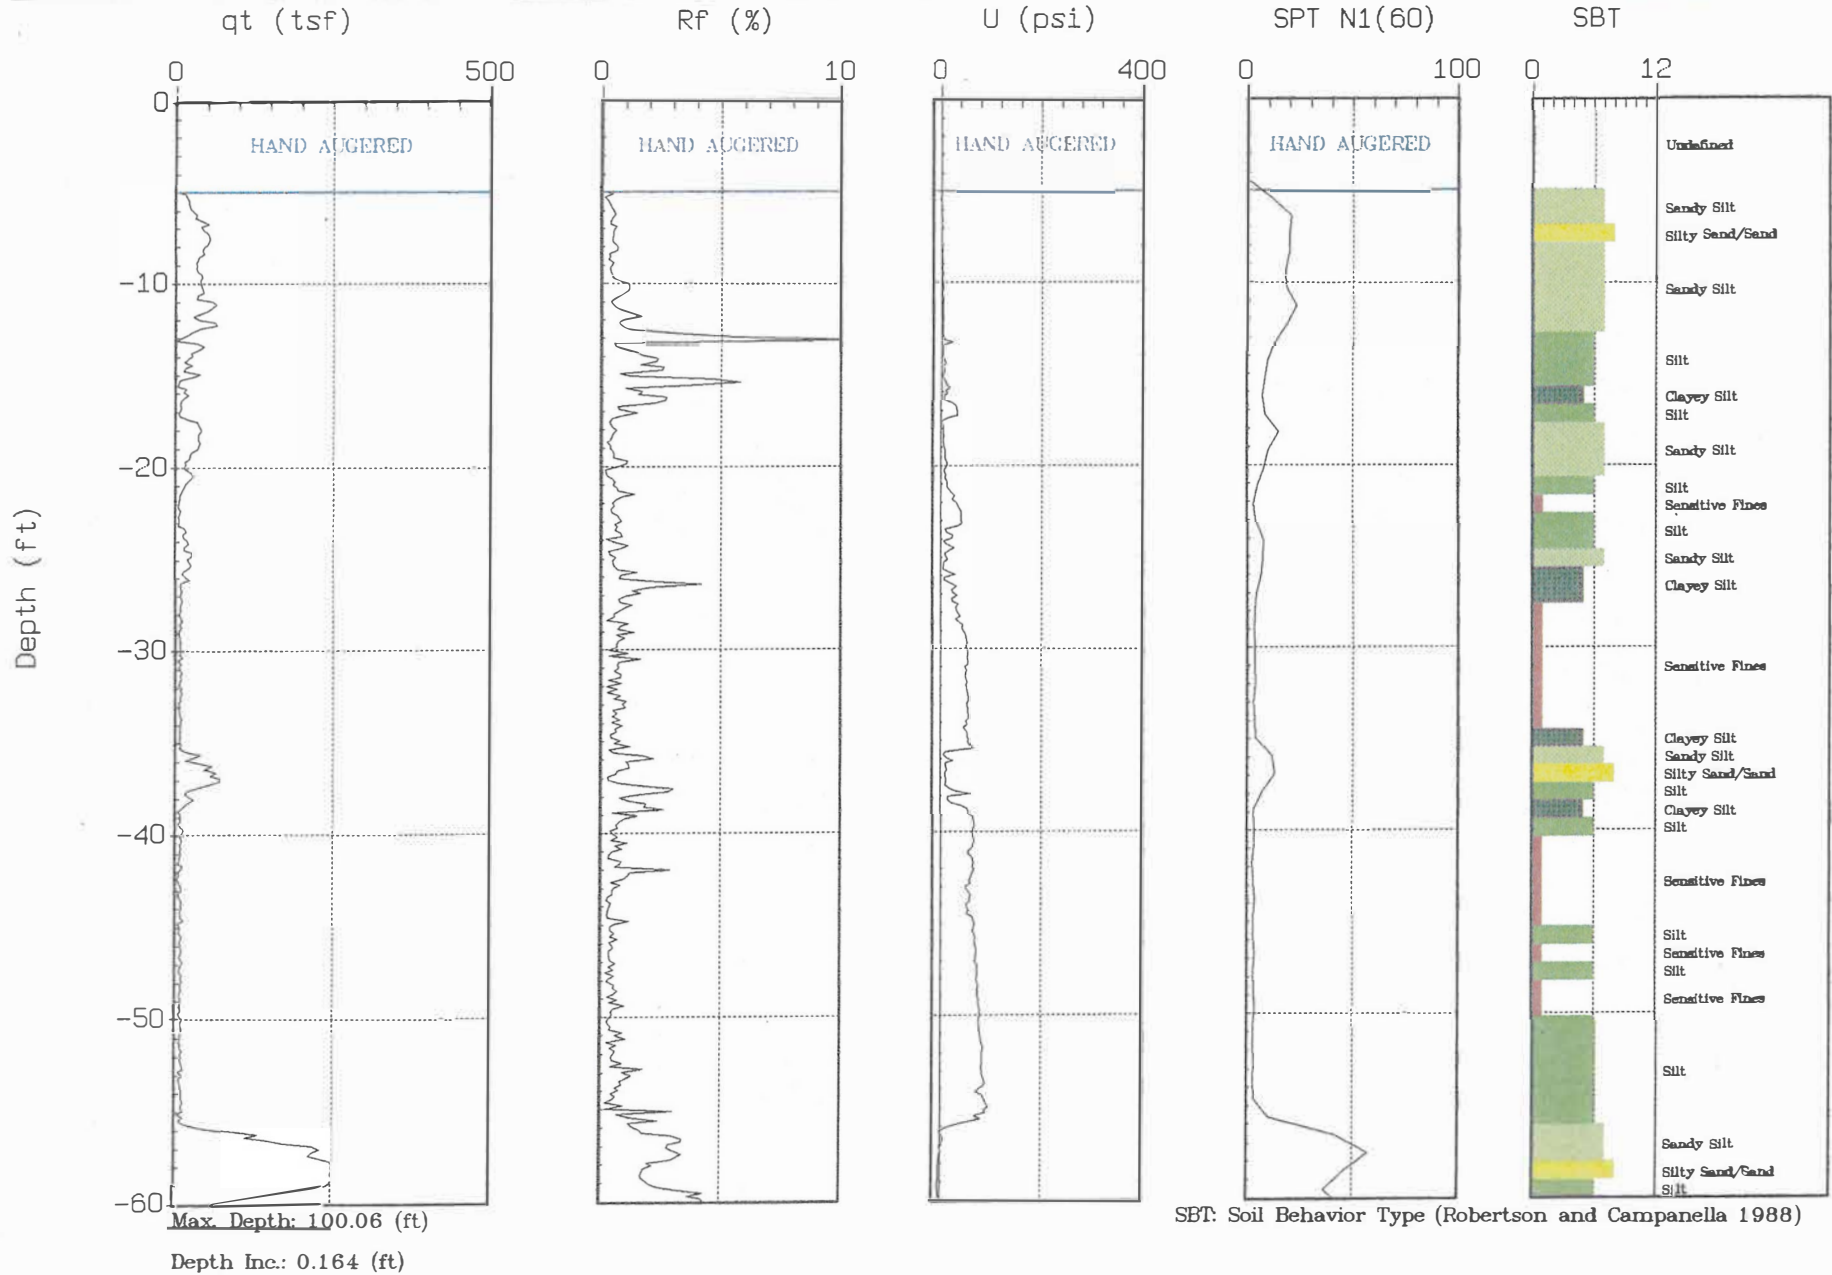 qt (tsf)
Rf (%)
U (psi)
SPT N1(60)
SBT
0 500
0 10
0 400
0 100
0 12
0
-10
-20
-30
-40
-50
-60
Depth (ft)
HAND AUGERED
HAND AUGERED
HAND AUGERED
HAND AUGERED
Undefined
Sandy Silt
Silty Sand/Sand
Sandy Silt
Silt
Clayey Silt
Silt
Sandy Silt
Silt
Sensitive Fines
Silt
Sandy Silt
Clayey Silt
Sensitive Fines
Clayey Silt
Sandy Silt
Silty Sand/Sand
Silt
Clayey Silt
Silt
Sensitive Fines
Silt
Sensitive Fines
Silt
Sensitive Fines
Silt
Sandy Silt
Silty Sand/Sand
Silt
Max. Depth: 100.06 (ft)
Depth Inc.: 0.164 (ft)
SBT: Soil Behavior Type (Robertson and Campanella 1988)